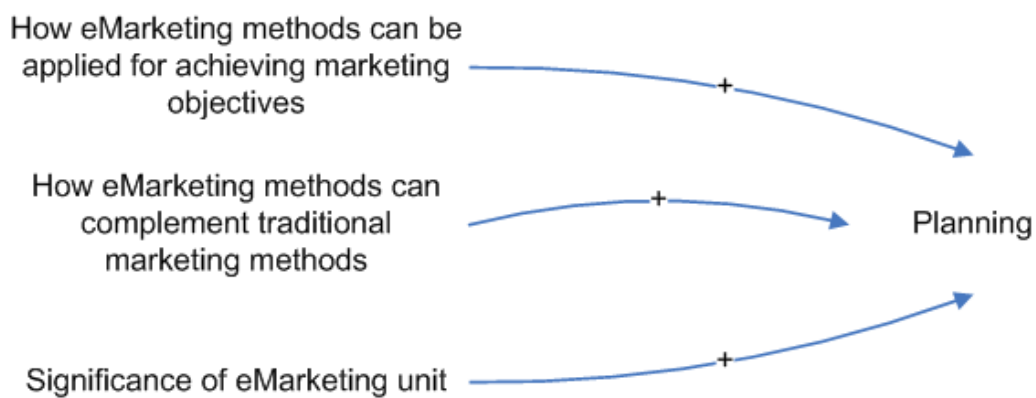 How eMarketing methods can be
applied for achieving marketing
objectives
+
How eMarketing methods can
complement traditional
marketing methods
+
Planning
Significance of eMarketing unit
+